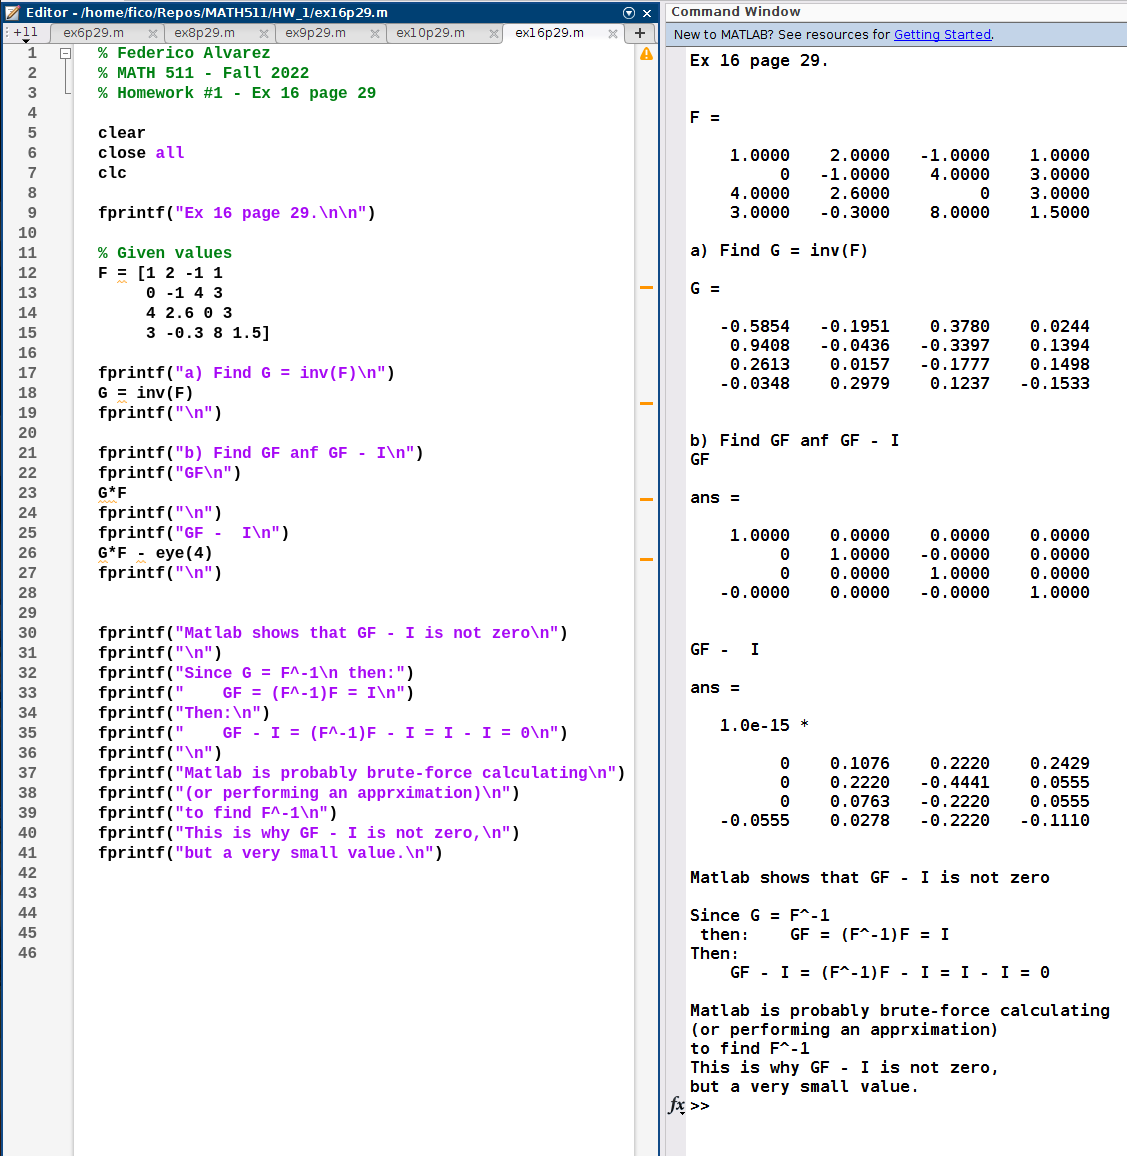 Editor - /home/fico/Repos/MATH511/HW_1/ex16p29.m
+11 ex6p29.m ex8p29.m ex9p29.m ex10p29.m ex16p29.m +
1 % Federico Alvarez
2 % MATH 511 - Fall 2022
3 % Homework #1 - Ex 16 page 29
4
5 clear
6 close all
7 clc
8
9 fprintf("Ex 16 page 29.\n\n")
10
11 % Given values
12 F = [1 2 -1 1
13 0 -1 4 3
14 4 2.6 0 3
15 3 -0.3 8 1.5]
16
17 fprintf("a) Find G = inv(F)\n")
18 G = inv(F)
19 fprintf("\n")
20
21 fprintf("b) Find GF anf GF - I\n")
22 fprintf("GF\n")
23 G*F
24 fprintf("\n")
25 fprintf("GF -  I\n")
26 G*F - eye(4)
27 fprintf("\n")
28
29
30 fprintf("Matlab shows that GF - I is not zero\n")
31 fprintf("\n")
32 fprintf("Since G = F^-1\n then:")
33 fprintf("    GF = (F^-1)F = I\n")
34 fprintf("Then:\n")
35 fprintf("    GF - I = (F^-1)F - I = I - I = 0\n")
36 fprintf("\n")
37 fprintf("Matlab is probably brute-force calculating\n")
38 fprintf("(or performing an apprximation)\n")
39 fprintf("to find F^-1\n")
40 fprintf("This is why GF - I is not zero,\n")
41 fprintf("but a very small value.\n")
42
43
44
45
46
Command Window
New to MATLAB? See resources for Getting Started.
Ex 16 page 29.
F =
1.0000 2.0000 -1.0000 1.0000
0 -1.0000 4.0000 3.0000
4.0000 2.6000 0 3.0000
3.0000 -0.3000 8.0000 1.5000
a) Find G = inv(F)
G =
-0.5854 -0.1951 0.3780 0.0244
0.9408 -0.0436 -0.3397 0.1394
0.2613 0.0157 -0.1777 0.1498
-0.0348 0.2979 0.1237 -0.1533
b) Find GF anf GF - I
GF
ans =
1.0000 0.0000 0.0000 0.0000
0 1.0000 -0.0000 0.0000
0 0.0000 1.0000 0.0000
-0.0000 0.0000 -0.0000 1.0000
GF -  I
ans =
1.0e-15 *
0 0.1076 0.2220 0.2429
0 0.2220 -0.4441 0.0555
0 0.0763 -0.2220 0.0555
-0.0555 0.0278 -0.2220 -0.1110
Matlab shows that GF - I is not zero
Since G = F^-1
then:    GF = (F^-1)F = I
Then:
GF - I = (F^-1)F - I = I - I = 0
Matlab is probably brute-force calculating
(or performing an apprximation)
to find F^-1
This is why GF - I is not zero,
but a very small value.
fx >>